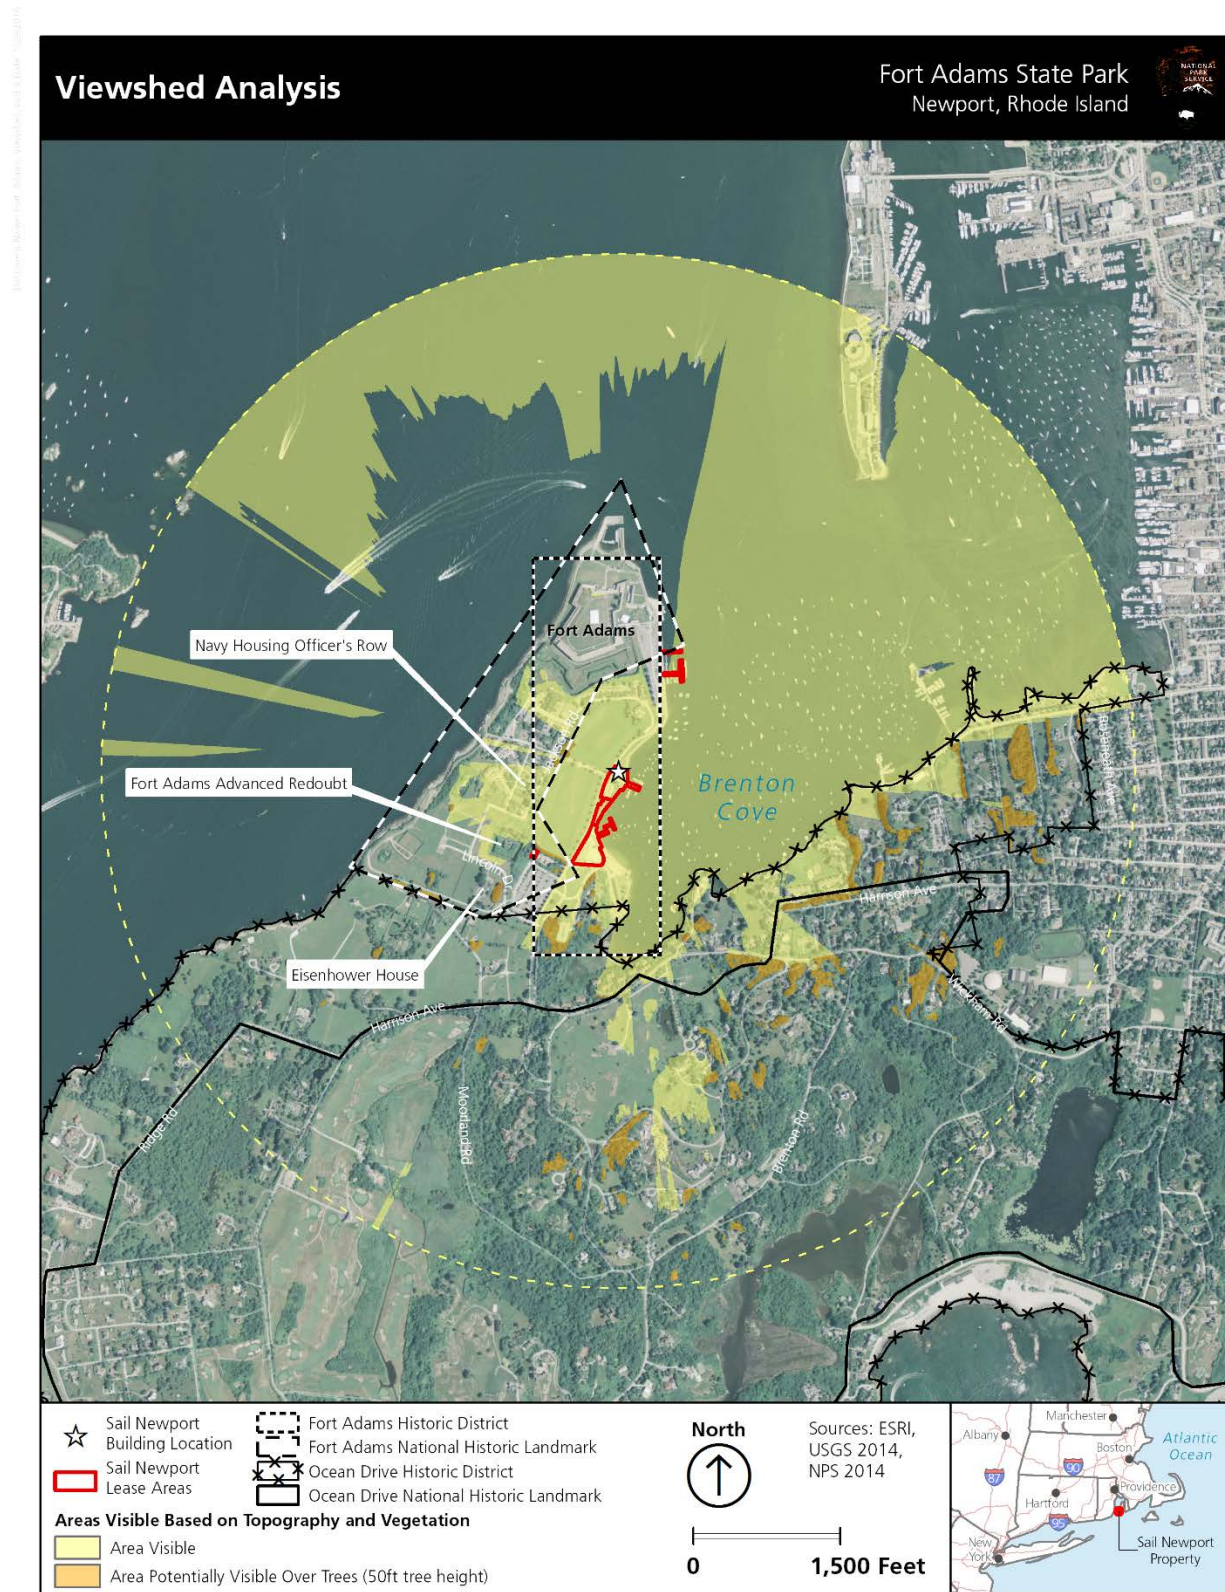 Viewshed Analysis
Fort Adams State Park
Newport, Rhode Island
NATIONAL
PARK
SERVICE
Fort Adams
Navy Housing Officer's Row
Fort Adams Advanced Redoubt
Brenton
Cove
Lincoln Dr
Harrison Ave
Eisenhower House
Wickham Rd
Harrison Ave
Ridge Rd
Moorland Rd
Brenton Rd
Sail Newport
Building Location
Sail Newport
Lease Areas
Fort Adams Historic District
Fort Adams National Historic Landmark
Ocean Drive Historic District
Ocean Drive National Historic Landmark
Areas Visible Based on Topography and Vegetation
Area Visible
Area Potentially Visible Over Trees (50ft tree height)
North
0
1,500 Feet
Sources: ESRI,
USGS 2014,
NPS 2014
Manchester
Albany
Boston
Atlantic
Ocean
90
87
Providence
Hartford
95
New
York
Sail Newport
Property